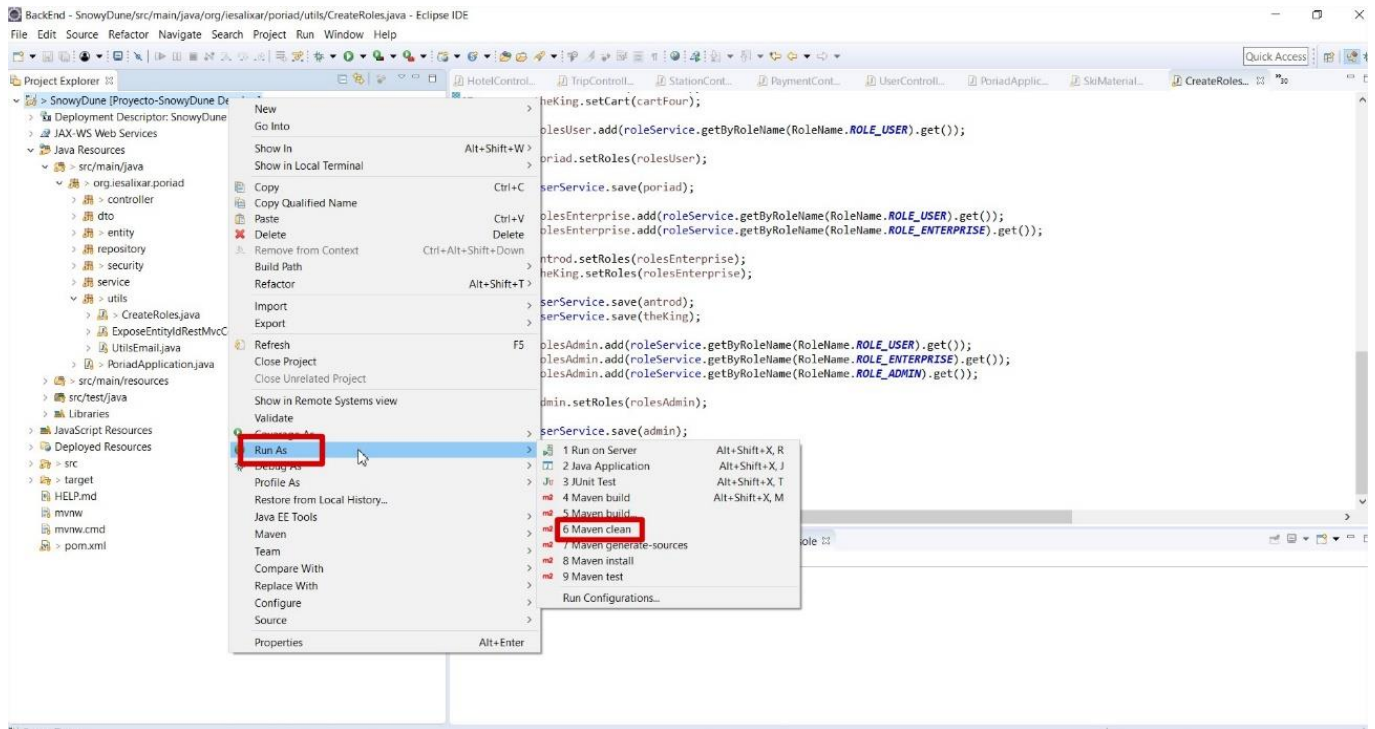 BackEnd - SnowyDune/src/main/java/org/iesalixar/poriad/utils/CreateRoles.java - Eclipse IDE
File Edit Source Refactor Navigate Search Project Run Window Help
Quick Access
Project Explorer
HotelControl... TripControll... StationCont... PaymentCont... UserControll... PoriadApplic... SkiMaterial... CreateRoles...
> SnowyDune [Proyecto-SnowyDune
> Deployment Descriptor: SnowyDune
> JAX-WS Web Services
Java Resources
> src/main/java
> org.iesalixar.poriad
> controller
dto
> entity
repository
> security
service
> utils
> CreateRoles.java
> ExposeEntityIdRestMvcC
UtilsEmail.java
> PoriadApplication.java
> src/main/resources
src/test/java
Libraries
JavaScript Resources
Deployed Resources
> src
> target
HELP.md
mvnw
mvnw.cmd
> pom.xml
New
Go Into
Show In Alt+Shift+W >
Show in Local Terminal
Copy Ctrl+C
Copy Qualified Name
Paste Ctrl+V
Delete Delete
Remove from Context Ctrl+Alt+Shift+Down
Build Path
Refactor Alt+Shift+T >
Import
Export
Refresh F5
Close Project
Close Unrelated Project
Show in Remote Systems view
Validate
Coverage As
Run As
Debug As
Profile As
Restore from Local History...
Java EE Tools
Maven
Team
Compare With
Replace With
Configure
Source
Properties Alt+Enter
1 Run on Server Alt+Shift+X, R
2 Java Application Alt+Shift+X, J
3 JUnit Test Alt+Shift+X, T
4 Maven build Alt+Shift+X, M
5 Maven build...
6 Maven clean
7 Maven generate-sources
8 Maven install
9 Maven test
Run Configurations...
heKing.setCart(cartFour);
olesUser.add(roleService.getByRoleName(RoleName.ROLE_USER).get());
oriad.setRoles(rolesUser);
serService.save(poriad);
olesEnterprise.add(roleService.getByRoleName(RoleName.ROLE_USER).get());
olesEnterprise.add(roleService.getByRoleName(RoleName.ROLE_ENTERPRISE).get());
ntrod.setRoles(rolesEnterprise);
heKing.setRoles(rolesEnterprise);
serService.save(antrod);
serService.save(theKing);
olesAdmin.add(roleService.getByRoleName(RoleName.ROLE_USER).get());
olesAdmin.add(roleService.getByRoleName(RoleName.ROLE_ENTERPRISE).get());
olesAdmin.add(roleService.getByRoleName(RoleName.ROLE_ADMIN).get());
dmin.setRoles(rolesAdmin);
serService.save(admin);
sole